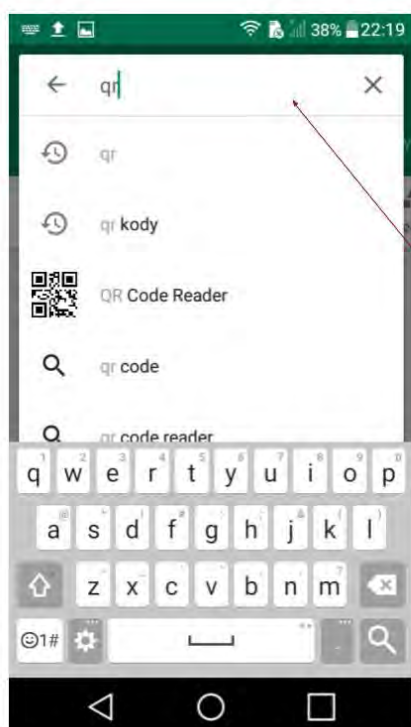 38% 22:19
qr
qr
qr kody
QR Code Reader
qr code
qr code reader
q w e r t y u i o p
a s d f g h j k l
z x c v b n m
1#